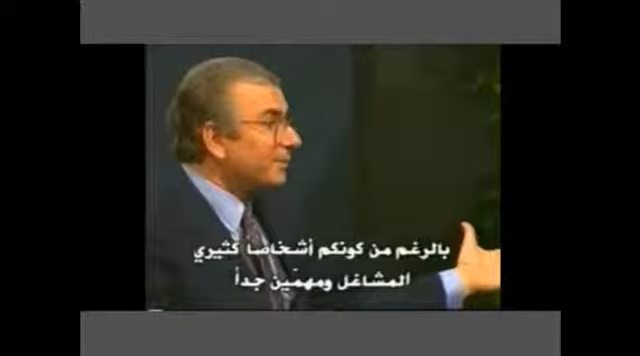 بالرغم من كونكم أشخاصاً كثيري
المشاغل ومهمّين جداً